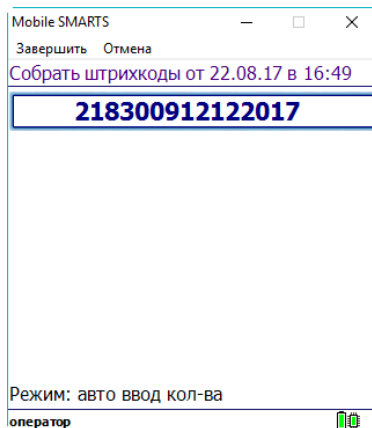 Mobile SMARTS
Завершить Отмена
Собрать штрихкоды от 22.08.17 в 16:49
218300912122017
Режим: авто ввод кол-ва
оператор